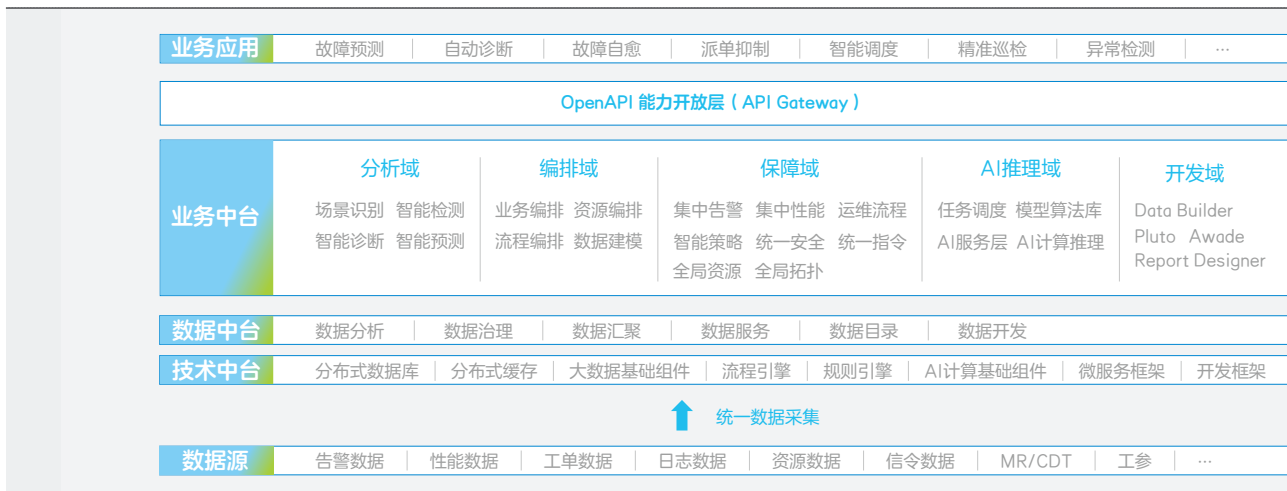 业务应用 故障预测 自动诊断 故障自愈 派单抑制 智能调度 精准巡检 异常检测 …
OpenAPI 能力开放层（API Gateway）
业务中台
分析域
场景识别 智能检测
智能诊断 智能预测
编排域
业务编排 资源编排
流程编排 数据建模
保障域
集中告警 集中性能 运维流程
智能策略 统一安全 统一指令
全局资源 全局拓扑
AI推理域
任务调度 模型算法库
AI服务层 AI计算推理
开发域
Data Builder
Pluto Awade
Report Designer
数据中台 数据分析 数据治理 数据汇聚 数据服务 数据目录 数据开发
技术中台 分布式数据库 分布式缓存 大数据基础组件 流程引擎 规则引擎 AI计算基础组件 微服务框架 开发框架
统一数据采集
数据源 告警数据 性能数据 工单数据 日志数据 资源数据 信令数据 MR/CDT 工参 …